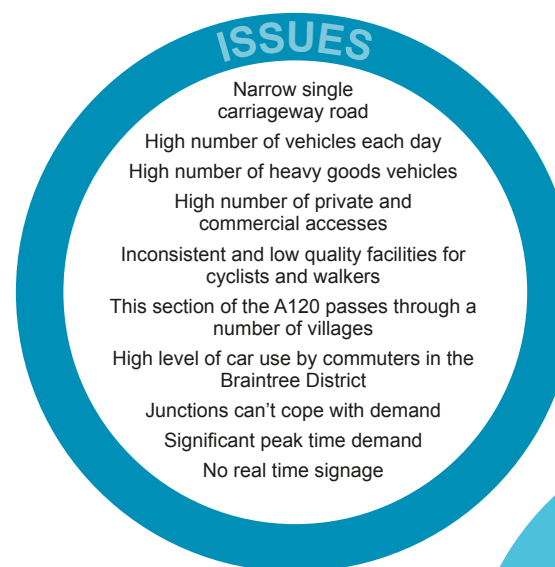 ISSUES
Narrow single
carriageway road
High number of vehicles each day
High number of heavy goods vehicles
High number of private and
commercial accesses
Inconsistent and low quality facilities for
cyclists and walkers
This section of the A120 passes through a
number of villages
High level of car use by commuters in the
Braintree District
Junctions can’t cope with demand
Significant peak time demand
No real time signage